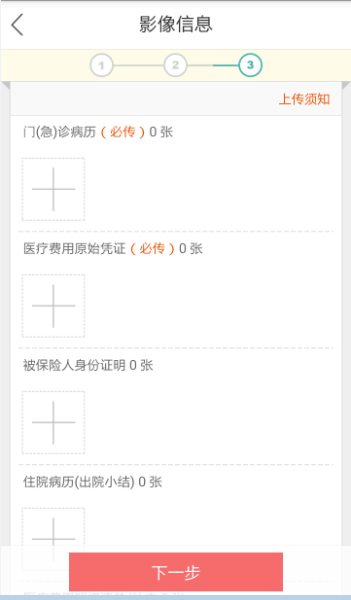 影像信息
1 2 3
上传须知
门(急)诊病历(必传)0 张
医疗费用原始凭证(必传)0 张
被保险人身份证明 0 张
住院病历(出院小结) 0 张
下一步